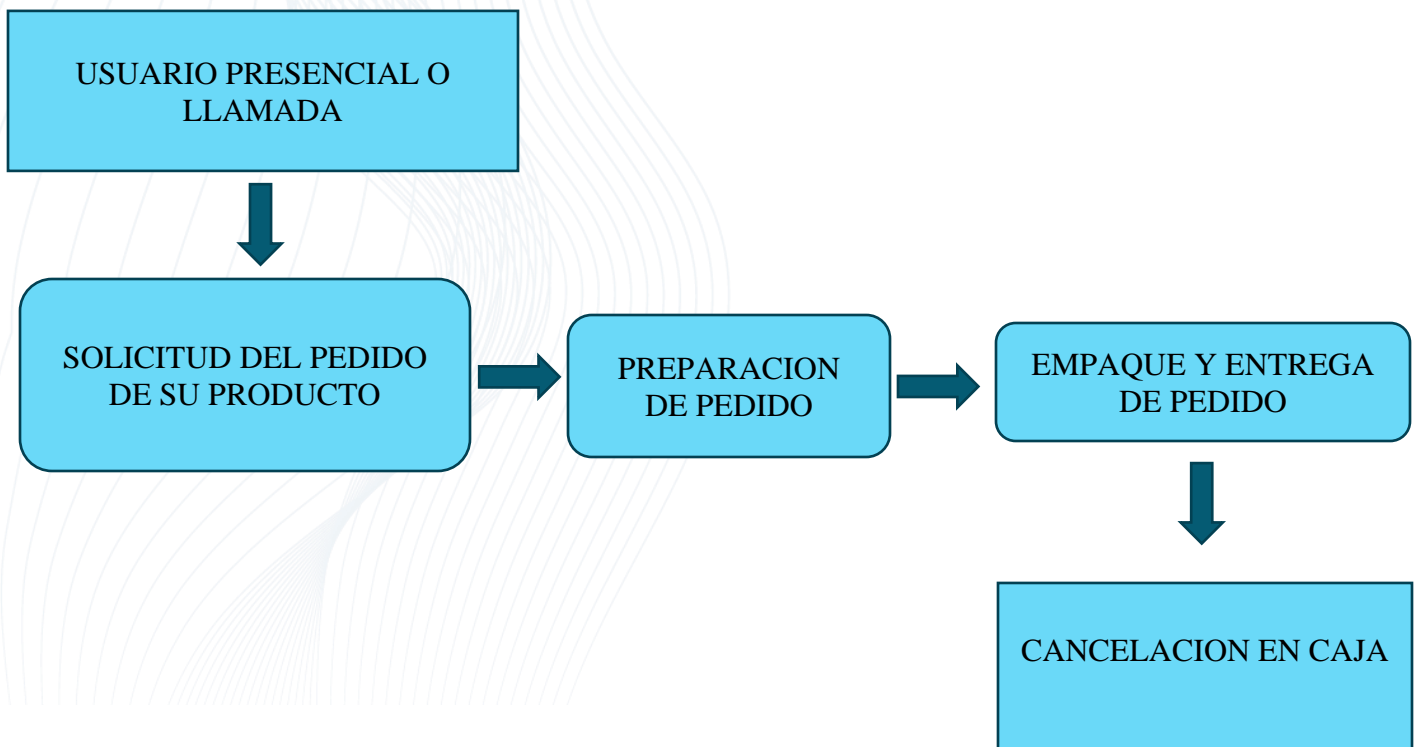 USUARIO PRESENCIAL O
LLAMADA
SOLICITUD DEL PEDIDO
DE SU PRODUCTO
PREPARACION
DE PEDIDO
EMPAQUE Y ENTREGA
DE PEDIDO
CANCELACION EN CAJA